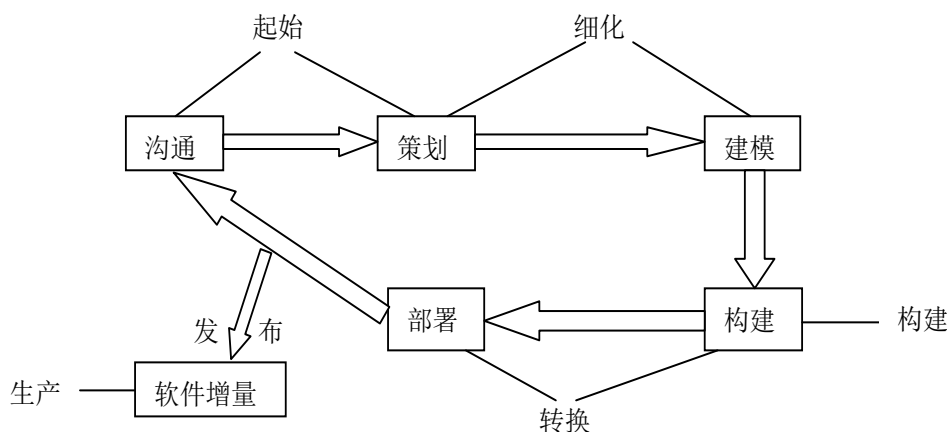 起始
细化
沟通
策划
建模
部署
构建
构建
发 布
生产
软件增量
转换